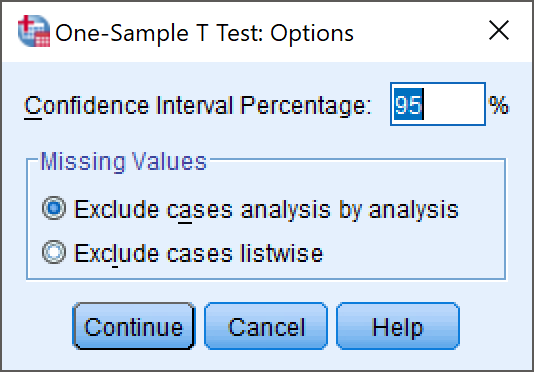 One-Sample T Test: Options
Confidence Interval Percentage: 95 %
Missing Values
Exclude cases analysis by analysis
Exclude cases listwise
Continue Cancel Help